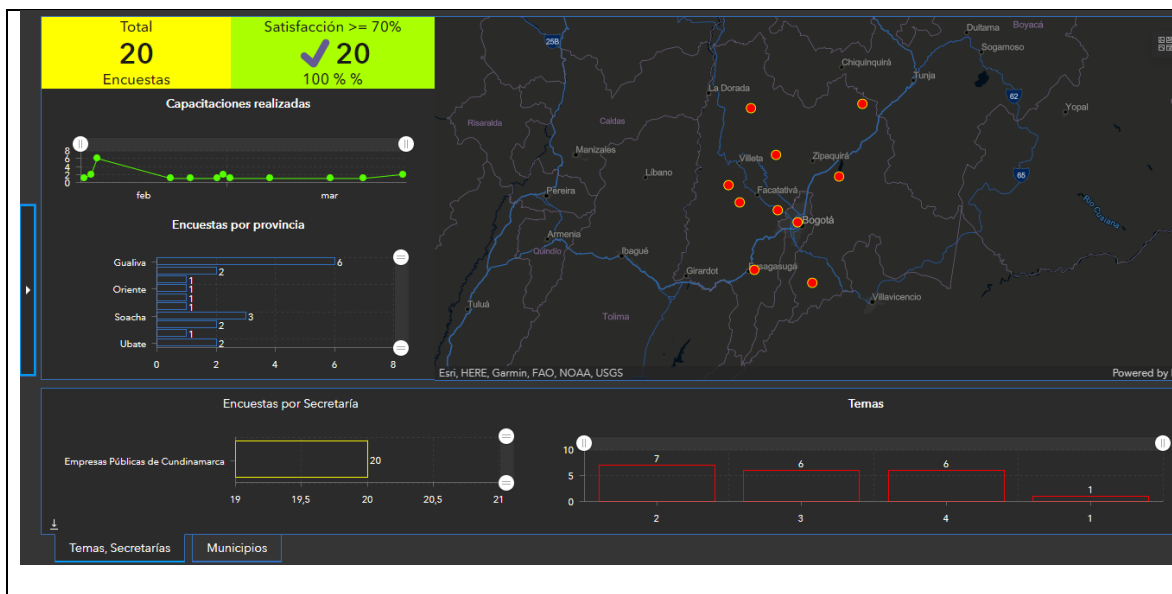 Total
20
Encuestas
Satisfacción >= 70%
20
100 % %
Capacitaciones realizadas
8
6
4
2
0
feb
mar
Encuestas por provincia
Gualiva
6
2
Oriente
1
1
1
1
Soacha
3
2
1
Ubate
2
0
2
4
6
8
25B
Duitama
Boyacá
Sogamoso
Chiquinquirá
Tunja
La Dorada
62
Yopal
Risaralda
Caldas
Manizales
Villeta
Zipaquirá
Líbano
65
Pereira
Facatativá
Río Cusiana
Bogotá
Armenia
Quindío
Ibagué
Girardot
Fusagasugá
Villavicencio
Tuluá
Tolima
Esri, HERE, Garmin, FAO, NOAA, USGS
Powered by
Encuestas por Secretaría
Empresas Públicas de Cundinamarca
20
19
19,5
20
20,5
21
Temas
10
5
0
7
6
6
1
2
3
4
1
Temas, Secretarías
Municipios